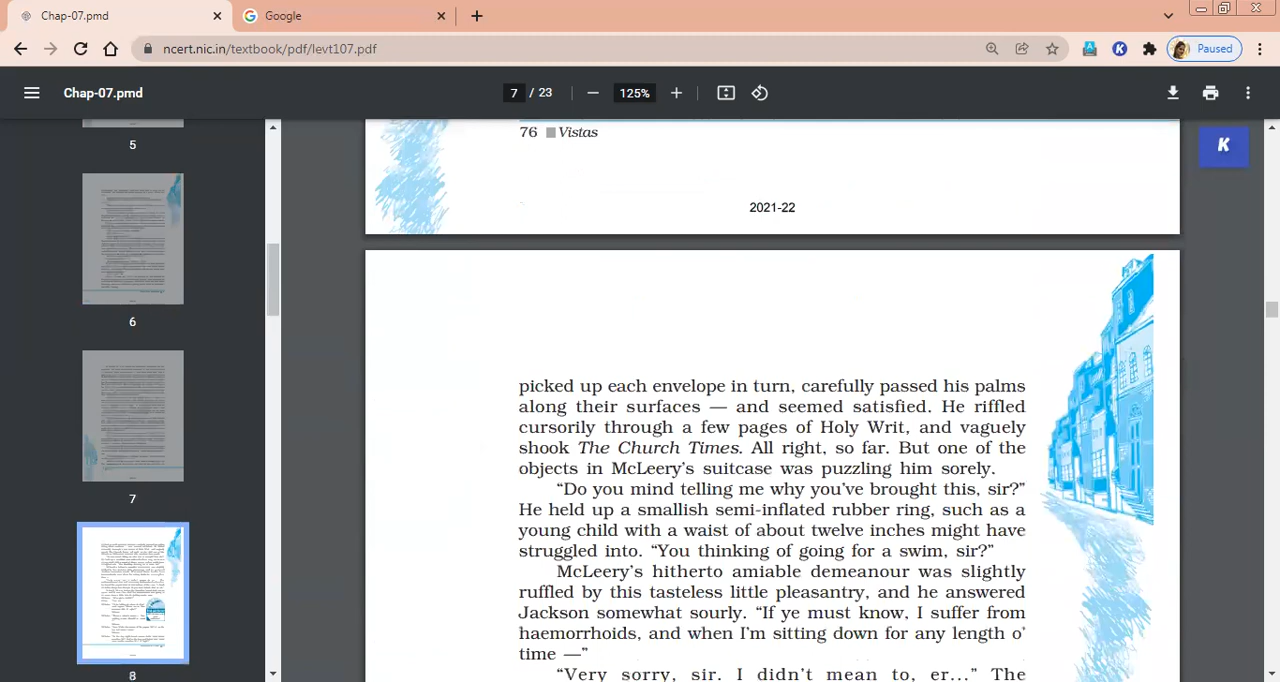 Chap-07.pmd
Google
ncert.nic.in/textbook/pdf/levt107.pdf
K
Paused
Chap-07.pmd
7 / 23
125%
5
6
7
8
76 Vistas
2021-22
K
picked up each envelope in turn, carefully passed his palms
along their surfaces — and seemed satisfied. He riffled
cursorily through a few pages of Holy Writ, and vaguely
shook The Church Times. All right, so far. But one of the
objects in McLeery's suitcase was puzzling him sorely.
“Do you mind telling me why you've brought this, sir?”
He held up a smallish semi-inflated rubber ring, such as a
young child with a waist of about twelve inches might have
struggled into. “You thinking of going for a swim, sir?”
McLeery's hitherto amiable demeanour was slightly
ruffled by this tasteless little pleasantry, and he answered
Jackson somewhat sourly. “If ye must know, I suffer from
haemorrhoids, and when I'm sitting down for any length o'
time —”
“Very sorry, sir. I didn't mean to, er...” The